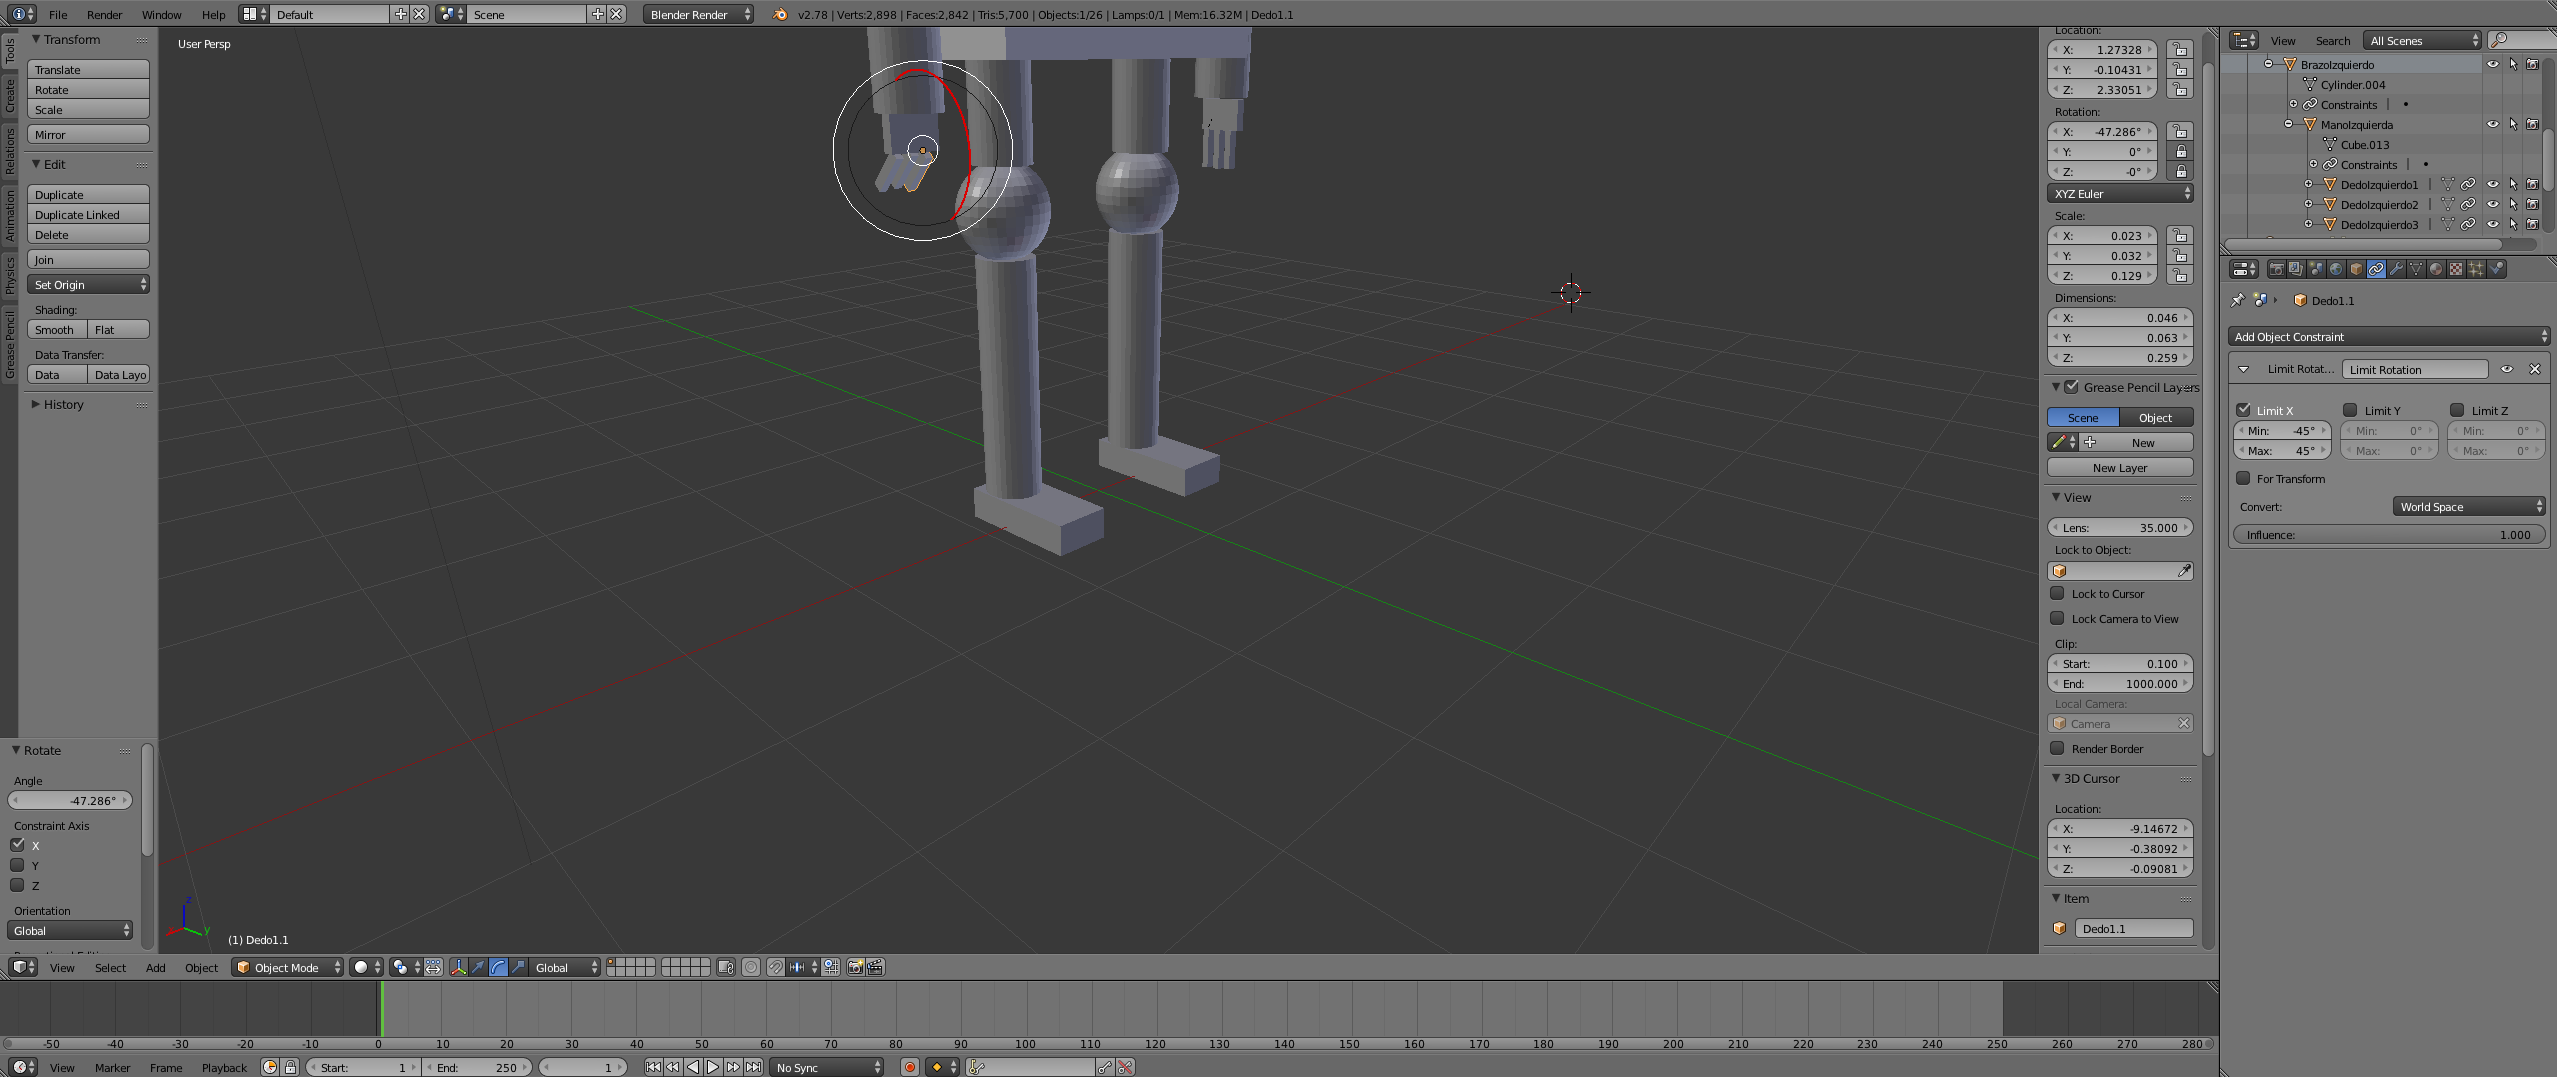 File Render Window Help Default Scene Blender Render v2.78 | Verts:2,898 | Faces:2,842 | Tris:5,700 | Objects:1/26 | Lamps:0/1 | Mem:16.32M | Dedo1.1
Tools
Create
Relations
Animation
Physics
Grease Pencil
Transform
Translate
Rotate
Scale
Mirror
Edit
Duplicate
Duplicate Linked
Delete
Join
Set Origin
Shading:
Smooth Flat
Data Transfer:
Data Data Layo
History
Rotate
Angle
-47.286°
Constraint Axis
X
Y
Z
Orientation
Global
User Persp
(1) Dedo1.1
Location:
X: 1.27328
Y: -0.10431
Z: 2.33051
Rotation:
X: -47.286°
Y: 0°
Z: -0°
XYZ Euler
Scale:
X: 0.023
Y: 0.032
Z: 0.129
Dimensions:
X: 0.046
Y: 0.063
Z: 0.259
Grease Pencil Layers
Scene Object
New
New Layer
View
Lens: 35.000
Lock to Object:
Lock to Cursor
Lock Camera to View
Clip:
Start: 0.100
End: 1000.000
Local Camera:
Camera
Render Border
3D Cursor
Location:
X: -9.14672
Y: -0.38092
Z: -0.09081
Item
Dedo1.1
View Search All Scenes
BrazoIzquierdo
Cylinder.004
Constraints
ManoIzquierda
Cube.013
Constraints
DedoIzquierdo1
DedoIzquierdo2
DedoIzquierdo3
Dedo1.1
Add Object Constraint
Limit Rotat... Limit Rotation
Limit X Limit Y Limit Z
Min: -45° Min: 0° Min: 0°
Max: 45° Max: 0° Max: 0°
For Transform
Convert: World Space
Influence: 1.000
View Select Add Object Object Mode Global
-50 -40 -30 -20 -10 0 10 20 30 40 50 60 70 80 90 100 110 120 130 140 150 160 170 180 190 200 210 220 230 240 250 260 270 280
View Marker Frame Playback Start: 1 End: 250 1 No Sync